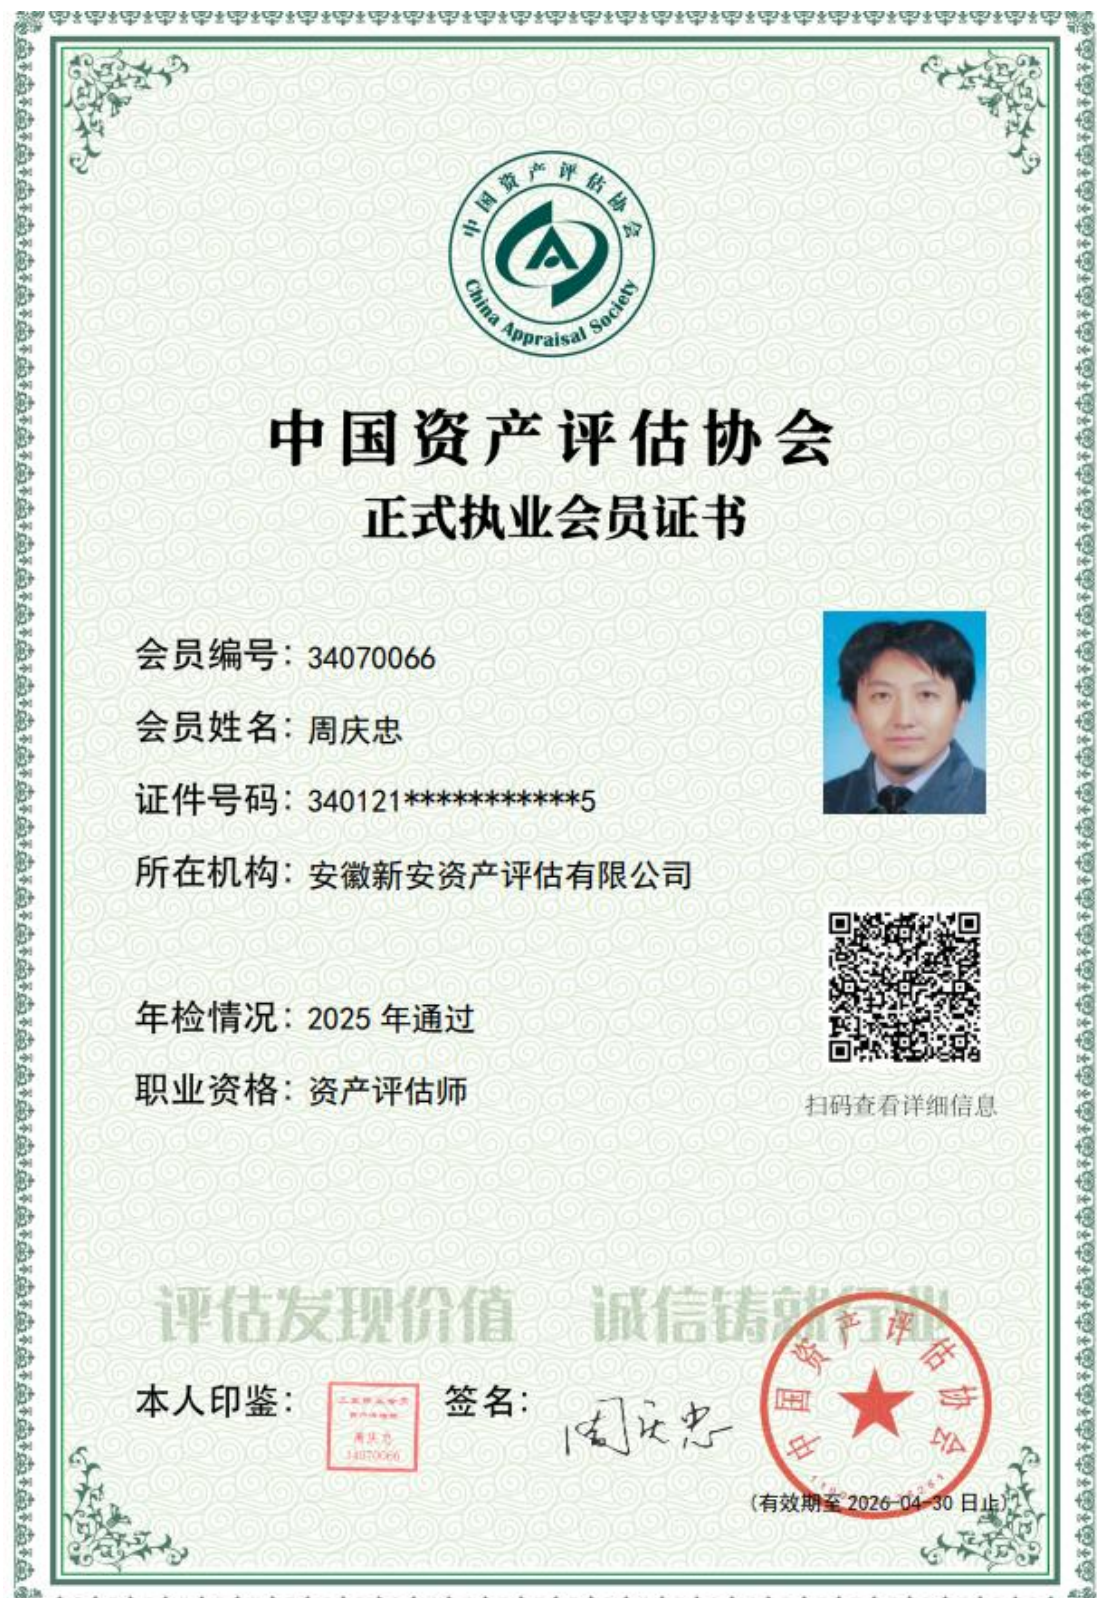 中国资产评估协会
China Appraisal Society
中国资产评估协会
正式执业会员证书
会员编号：34070066
会员姓名：周庆忠
证件号码：340121***********5
所在机构：安徽新安资产评估有限公司
年检情况：2025 年通过
职业资格：资产评估师
扫码查看详细信息
评估发现价值 诚信铸就行业
本人印鉴：
周庆忠
34070066
签名：
周庆忠
中国资产评估协会
（有效期至 2026-04-30 日止）